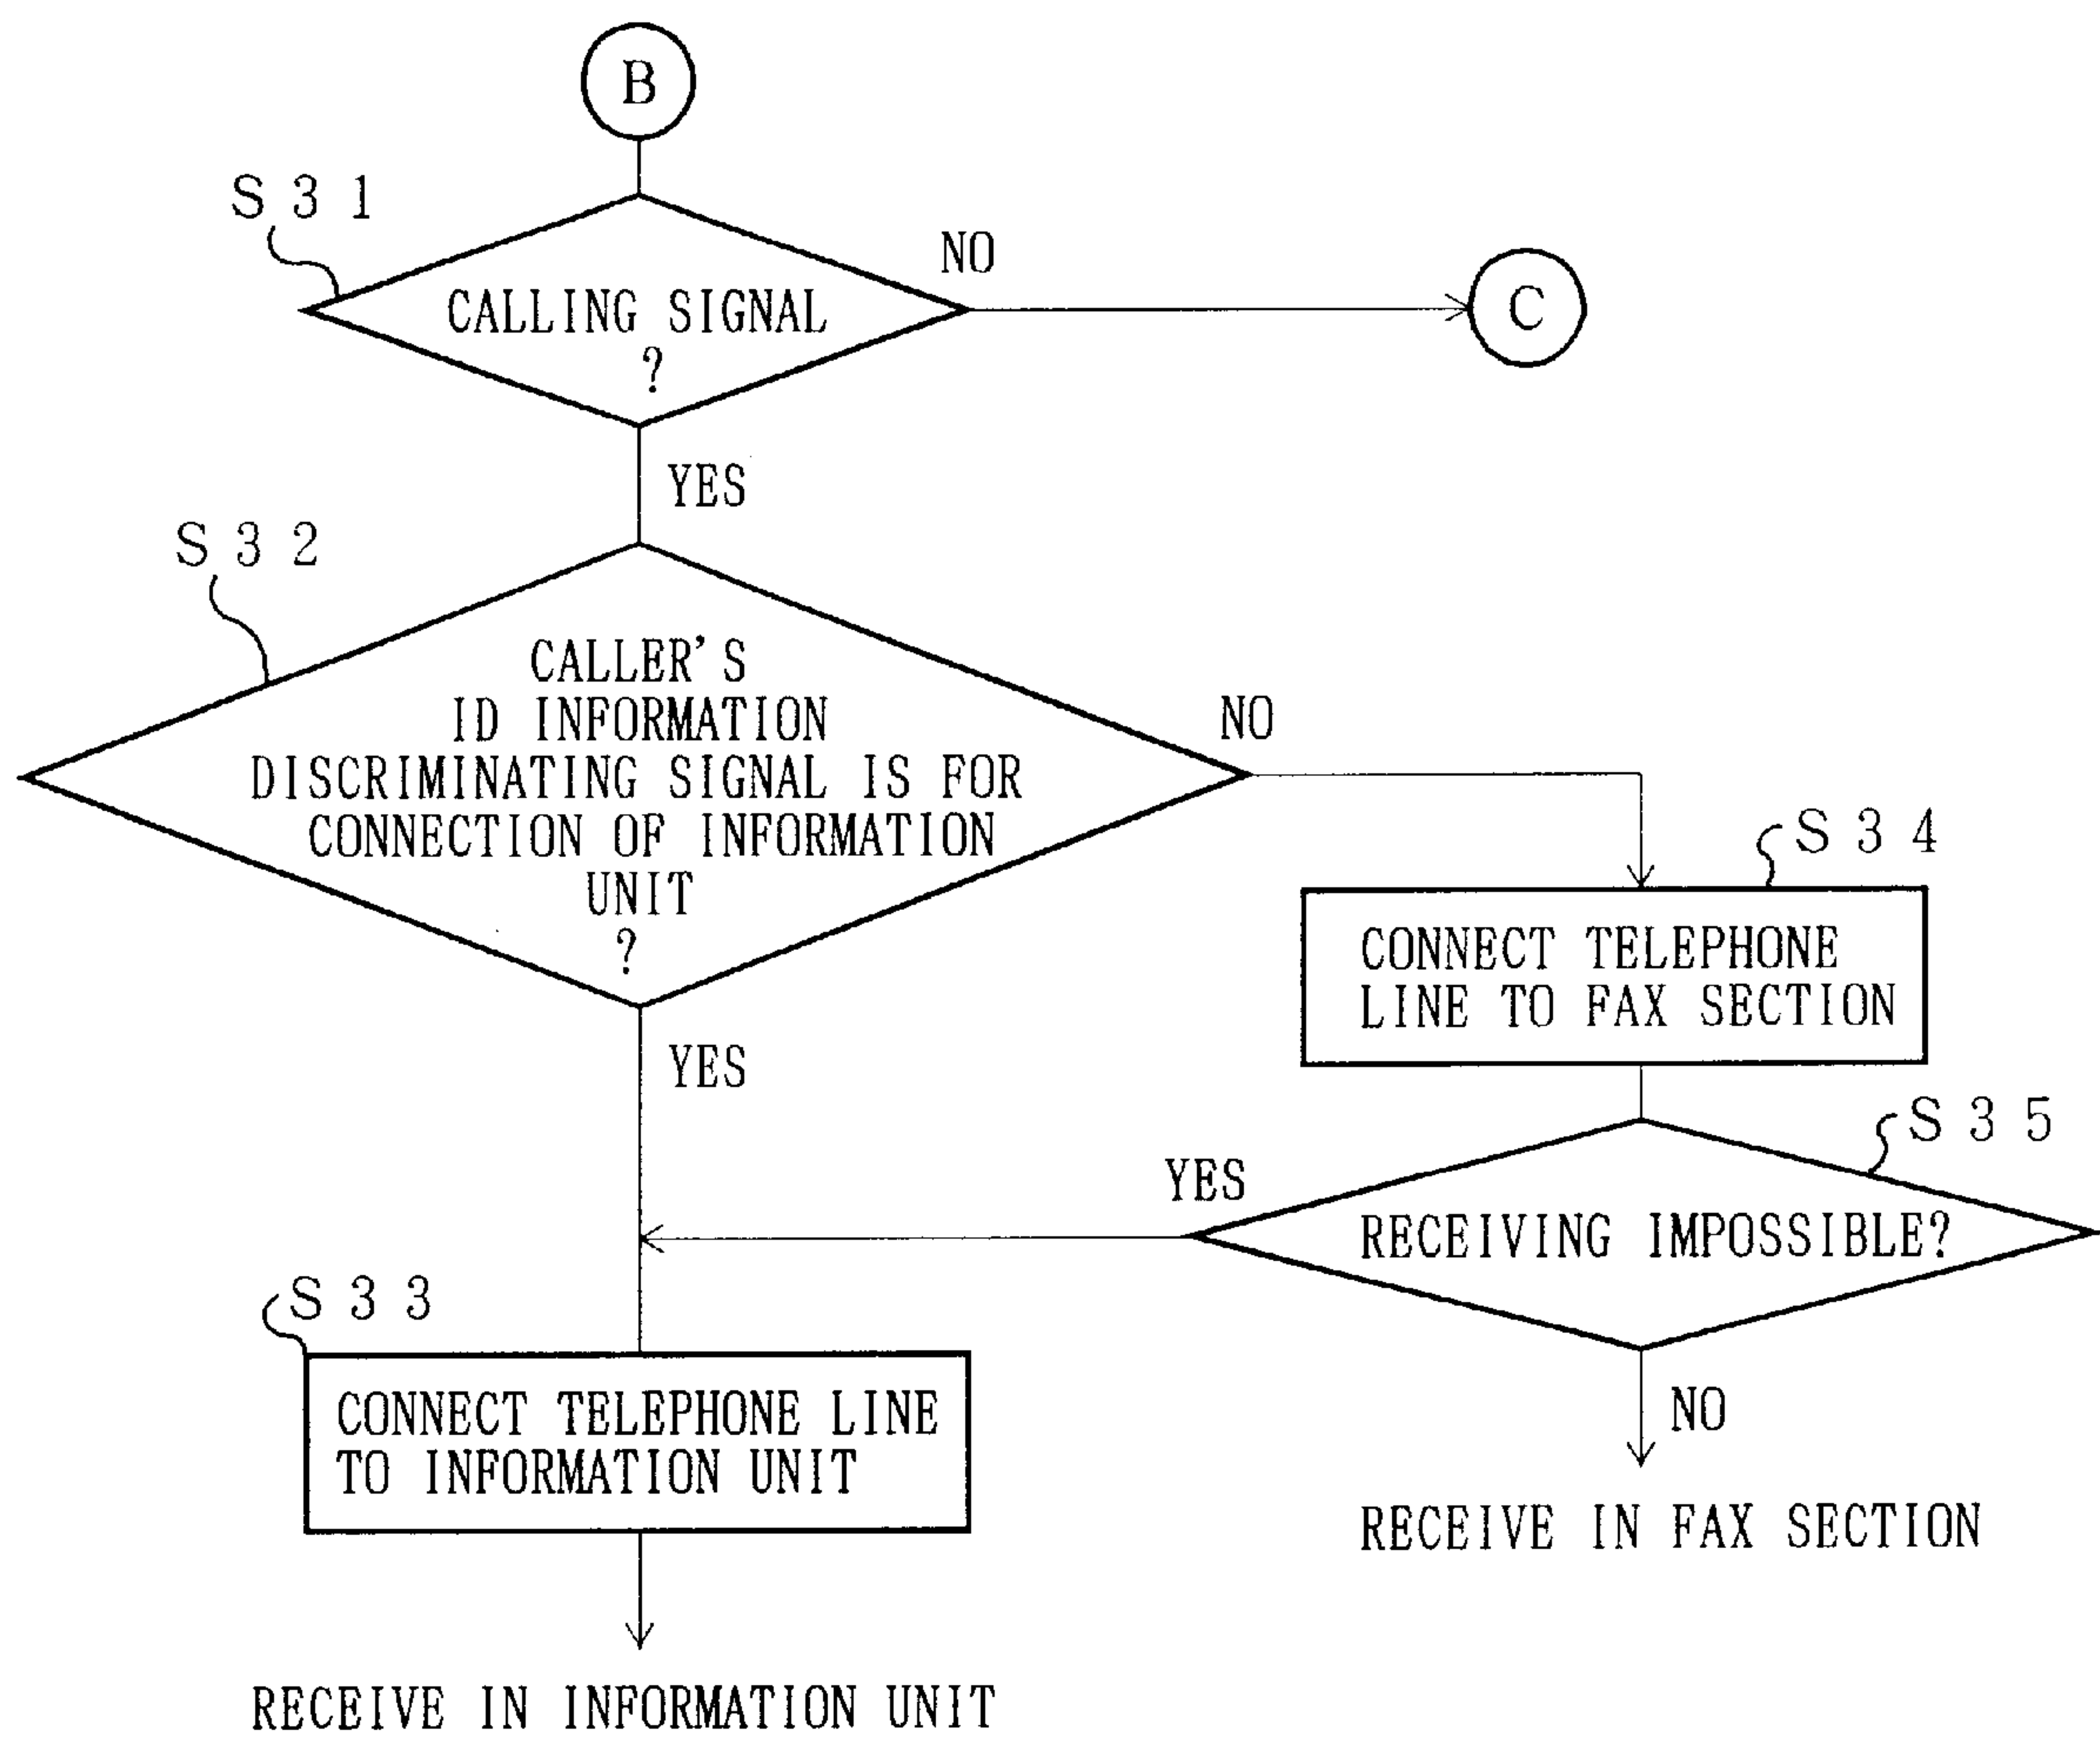 B
S31
CALLING SIGNAL
?
NO
C
YES
S32
CALLER'S
ID INFORMATION
DISCRIMINATING SIGNAL IS FOR
CONNECTION OF INFORMATION
UNIT
?
NO
YES
S34
CONNECT TELEPHONE
LINE TO FAX SECTION
S35
RECEIVING IMPOSSIBLE?
YES
NO
RECEIVE IN FAX SECTION
S33
CONNECT TELEPHONE LINE
TO INFORMATION UNIT
RECEIVE IN INFORMATION UNIT